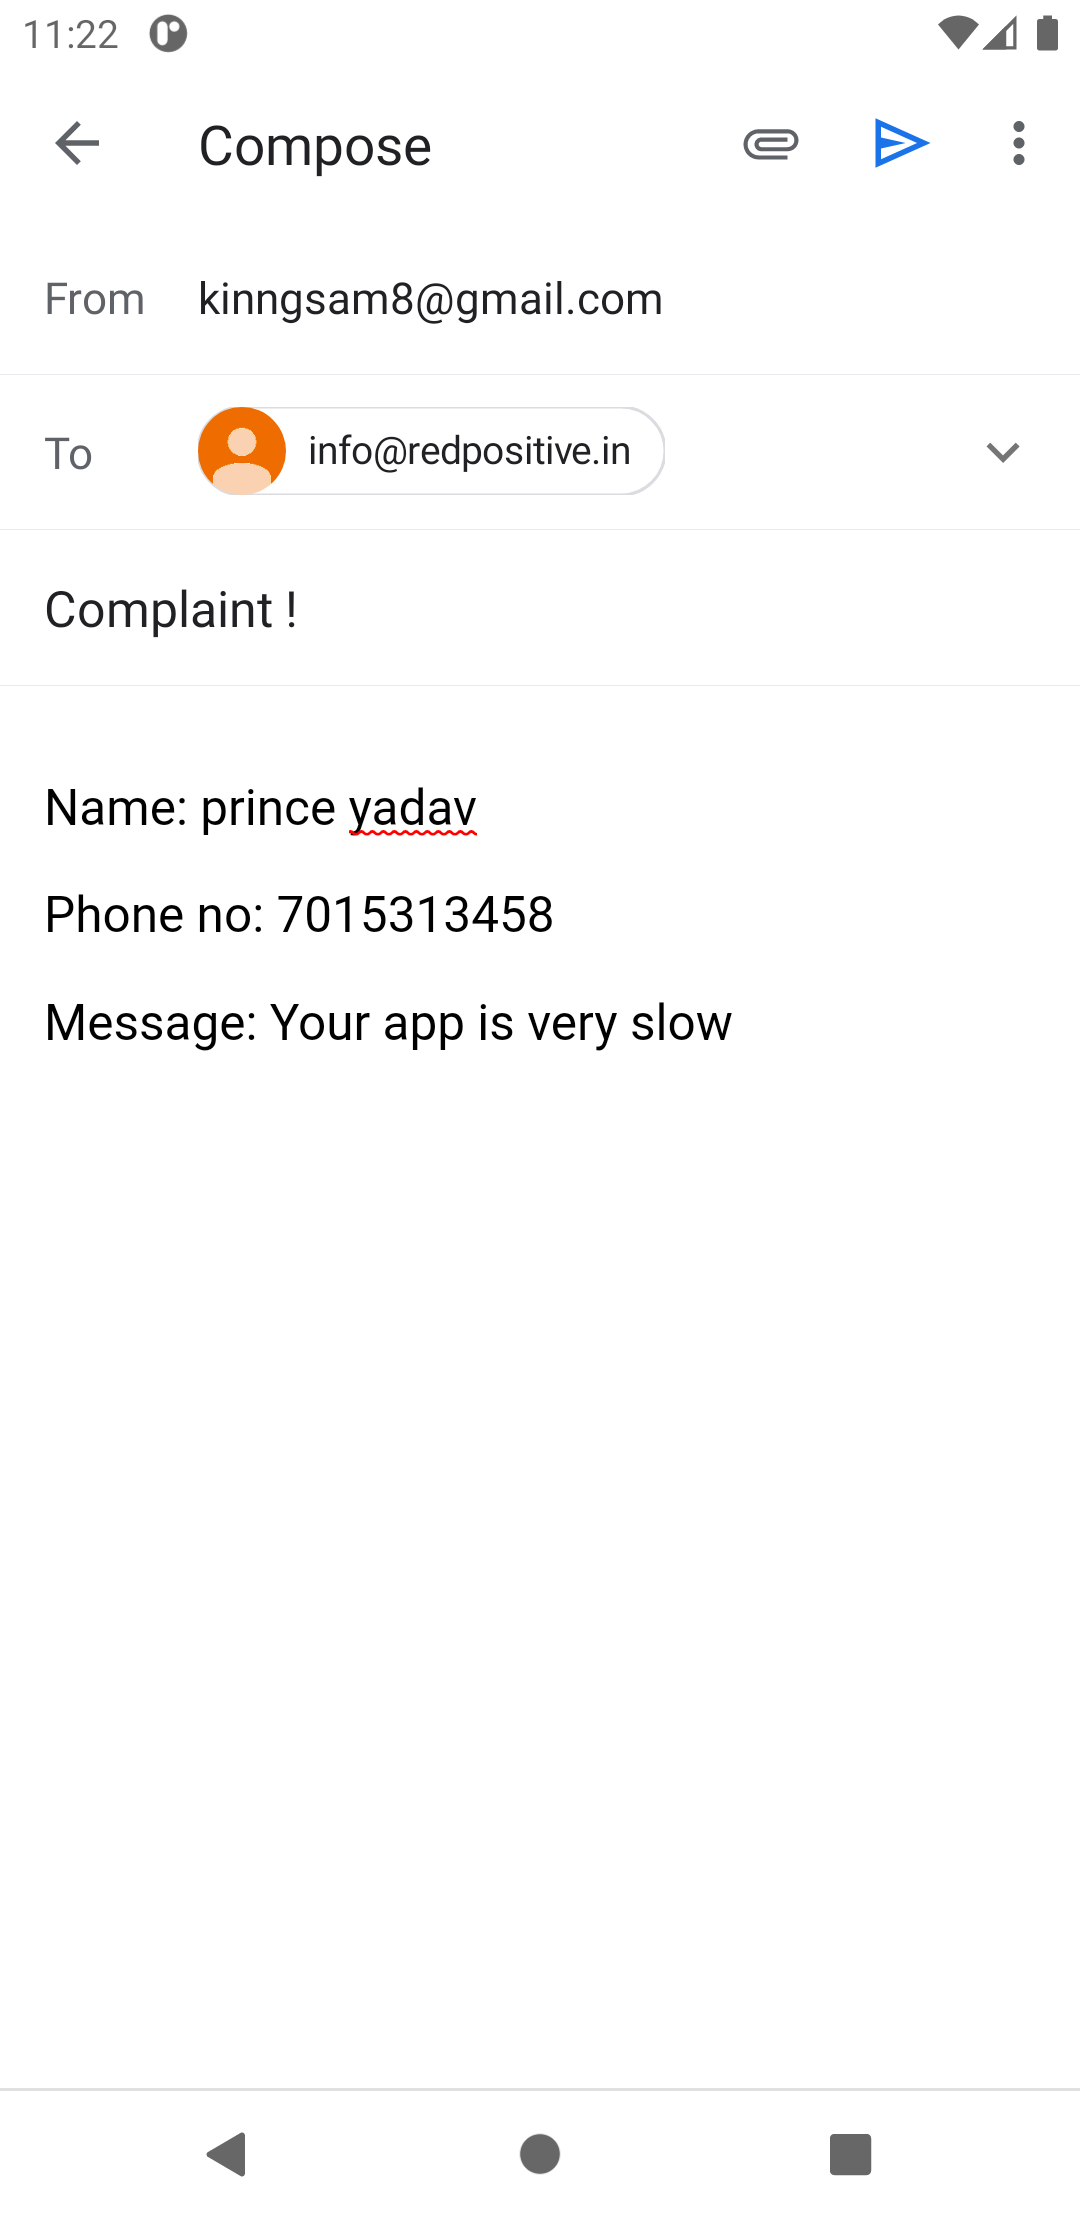 11:22
Compose
From kinngsam8@gmail.com
To info@redpositive.in
Complaint !
Name: prince yadav
Phone no: 7015313458
Message: Your app is very slow